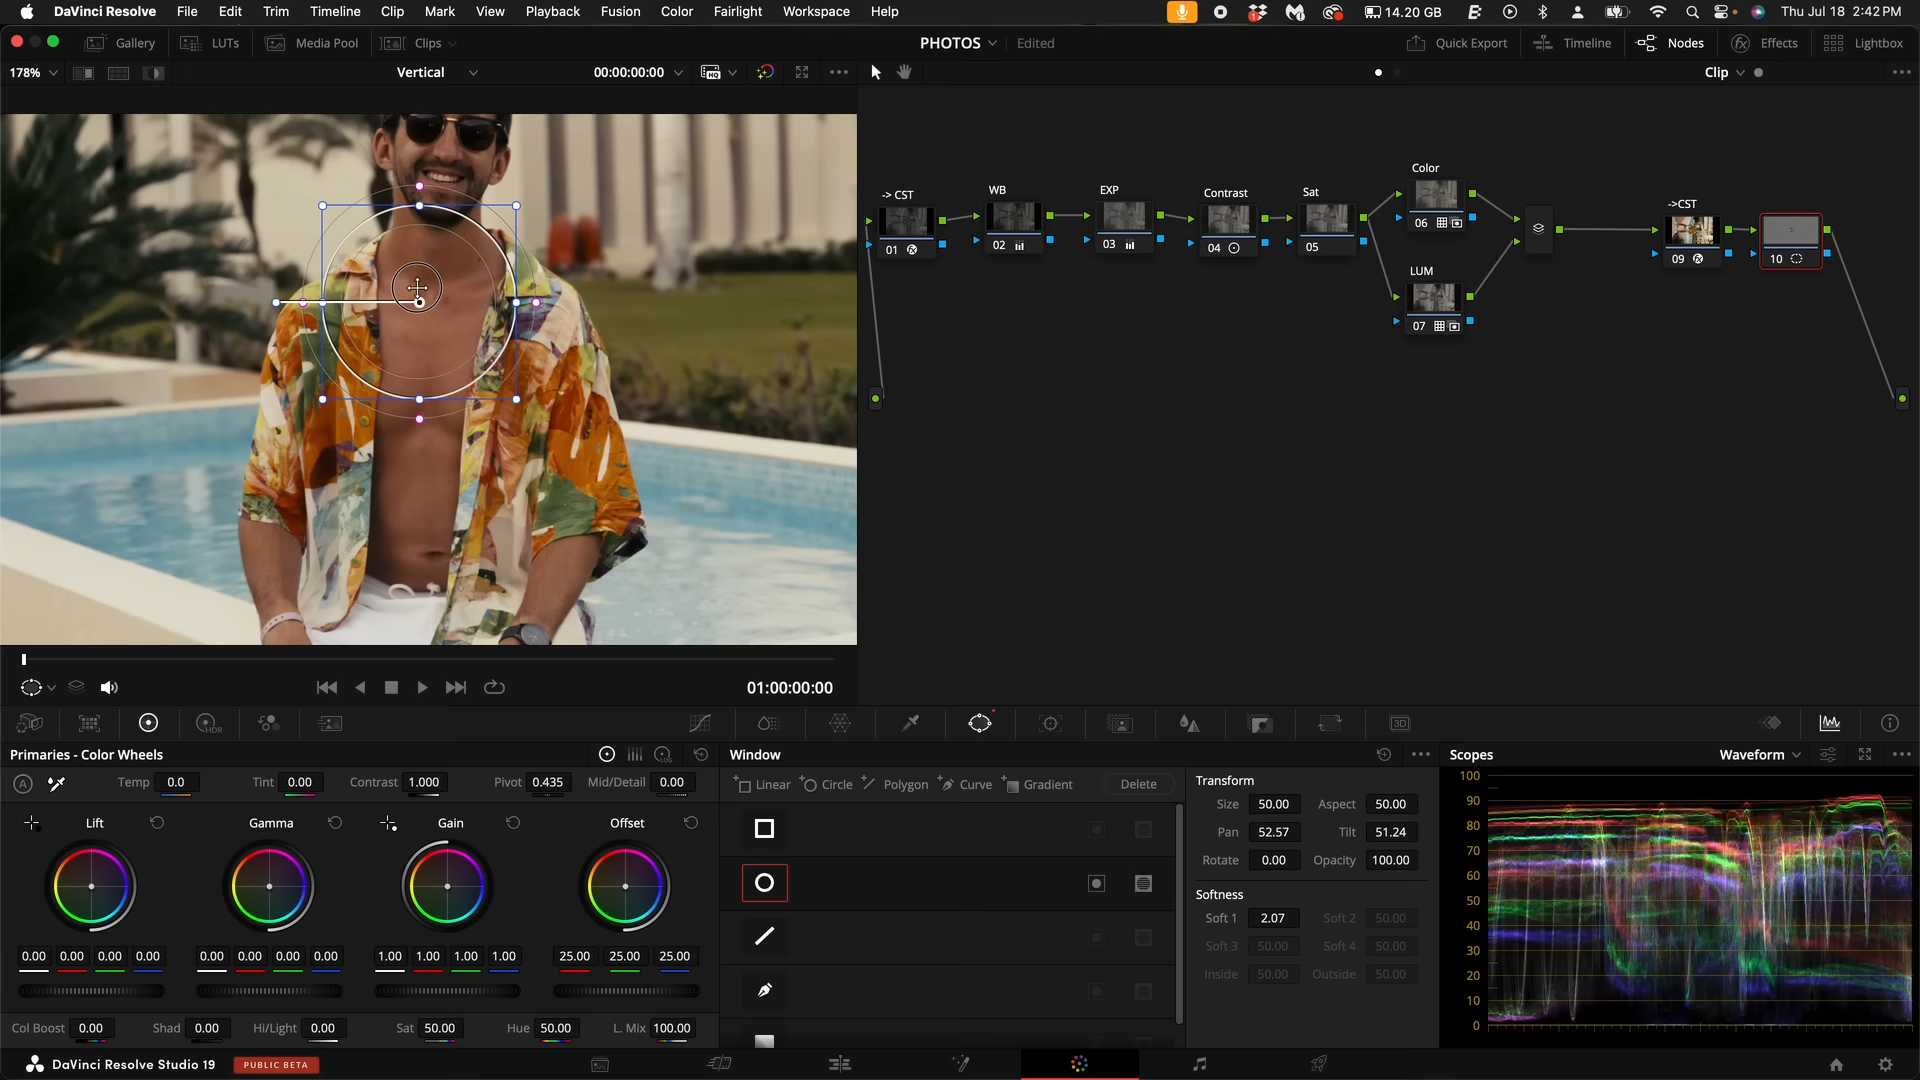 DaVinci Resolve File Edit Trim Timeline Clip Mark View Playback Fusion Color Fairlight Workspace Help 1 14.20 GB Thu Jul 18 2:42 PM
Gallery LUTs Media Pool Clips PHOTOS Edited Quick Export Timeline Nodes Effects Lightbox
178% Vertical 00:00:00:00 HQ Clip
Color
-> CST WB EXP Contrast Sat ->CST
01 02 03 04 05 06 09 10
LUM
07
01:00:00:00
HDR 3D
Primaries - Color Wheels LOG Window Scopes Waveform
A Temp 0.0 Tint 0.00 Contrast 1.000 Pivot 0.435 Mid/Detail 0.00
Linear Circle Polygon Curve Gradient Delete
Transform
Size 50.00 Aspect 50.00
Pan 52.57 Tilt 51.24
Rotate 0.00 Opacity 100.00
Softness
Soft 1 2.07 Soft 2 50.00
Soft 3 50.00 Soft 4 50.00
Inside 50.00 Outside 50.00
Lift Gamma Gain Offset
0.00 0.00 0.00 0.00 0.00 0.00 0.00 0.00 1.00 1.00 1.00 1.00 25.00 25.00 25.00
Col Boost 0.00 Shad 0.00 Hi/Light 0.00 Sat 50.00 Hue 50.00 L. Mix 100.00
100
90
80
70
60
50
40
30
20
10
0
DaVinci Resolve Studio 19 PUBLIC BETA